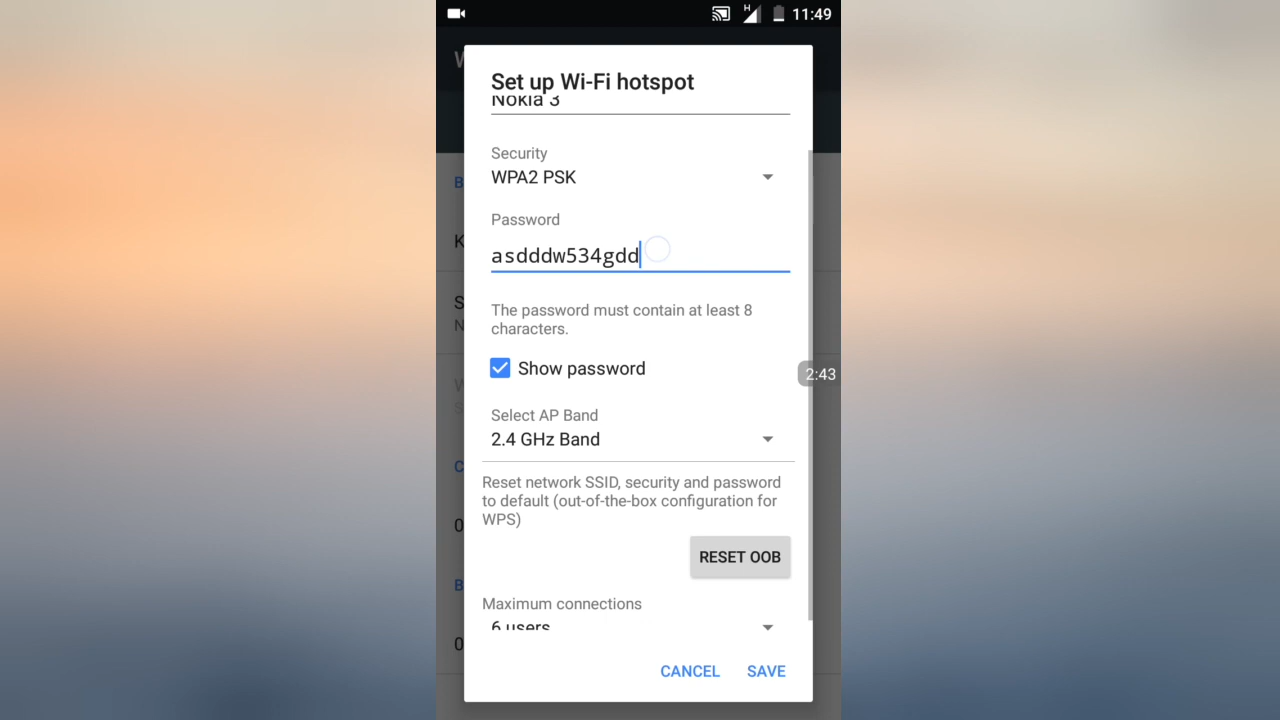 H
11:49
Set up Wi-Fi hotspot
Nokia 3
Security
WPA2 PSK
Password
asdddw534gdd
The password must contain at least 8
characters.
Show password
2:43
Select AP Band
2.4 GHz Band
Reset network SSID, security and password
to default (out-of-the-box configuration for
WPS)
RESET OOB
Maximum connections
6 users
CANCEL
SAVE